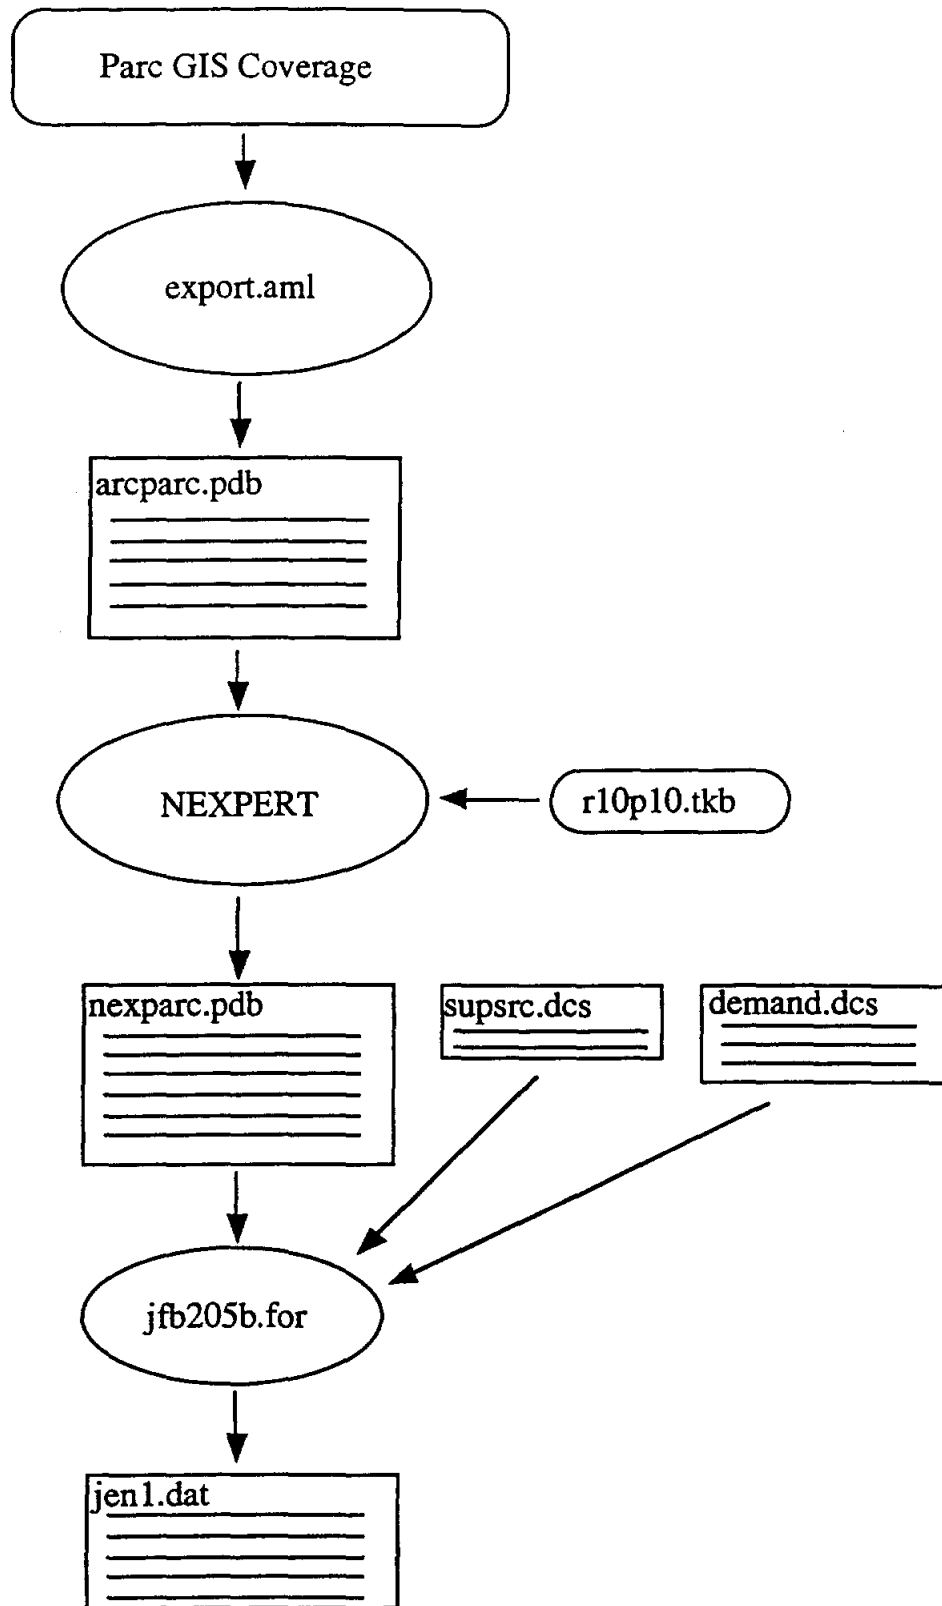 Parc GIS Coverage
export.aml
arcparc.pdb
NEXPERT
r10p10.tkb
nexparc.pdb
supsrc.dcs
demand.dcs
jfb205b.for
jen1.dat